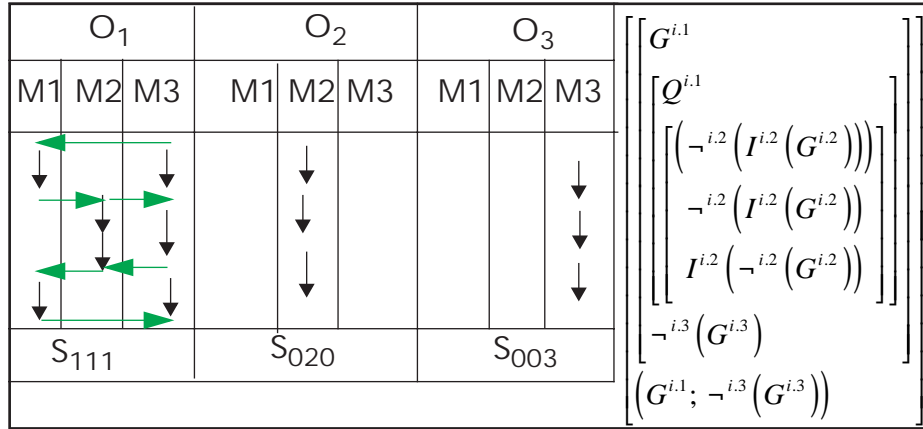 O₁ O₂ O₃
M1 M2 M3 M1 M2 M3 M1 M2 M3
S₁₁₁ S₀₂₀ S₀₀₃
G^{i.1}
Q^{i.1}
(¬^{i.2}(I^{i.2}(G^{i.2})))
¬^{i.2}(I^{i.2}(G^{i.2}))
I^{i.2}(¬^{i.2}(G^{i.2}))
¬^{i.3}(G^{i.3})
(G^{i.1}; ¬^{i.3}(G^{i.3}))